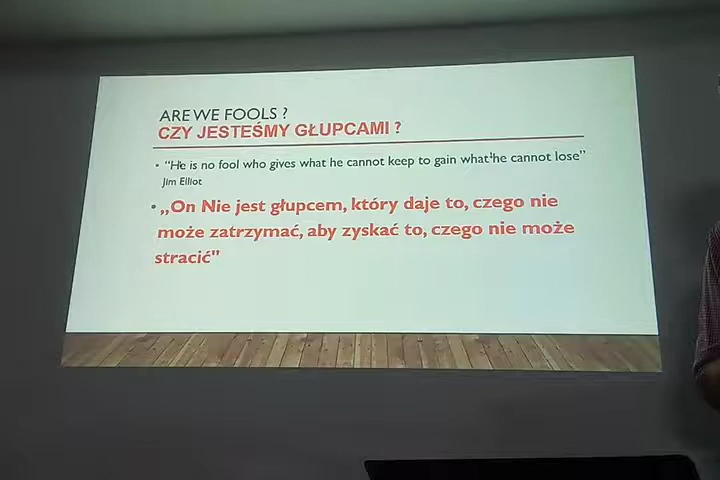 ARE WE FOOLS ?
CZY JESTEŚMY GŁUPCAMI ?
• "He is no fool who gives what he cannot keep to gain what he cannot lose"
Jim Elliot
• „On Nie jest głupcem, który daje to, czego nie
może zatrzymać, aby zyskać to, czego nie może
stracić"